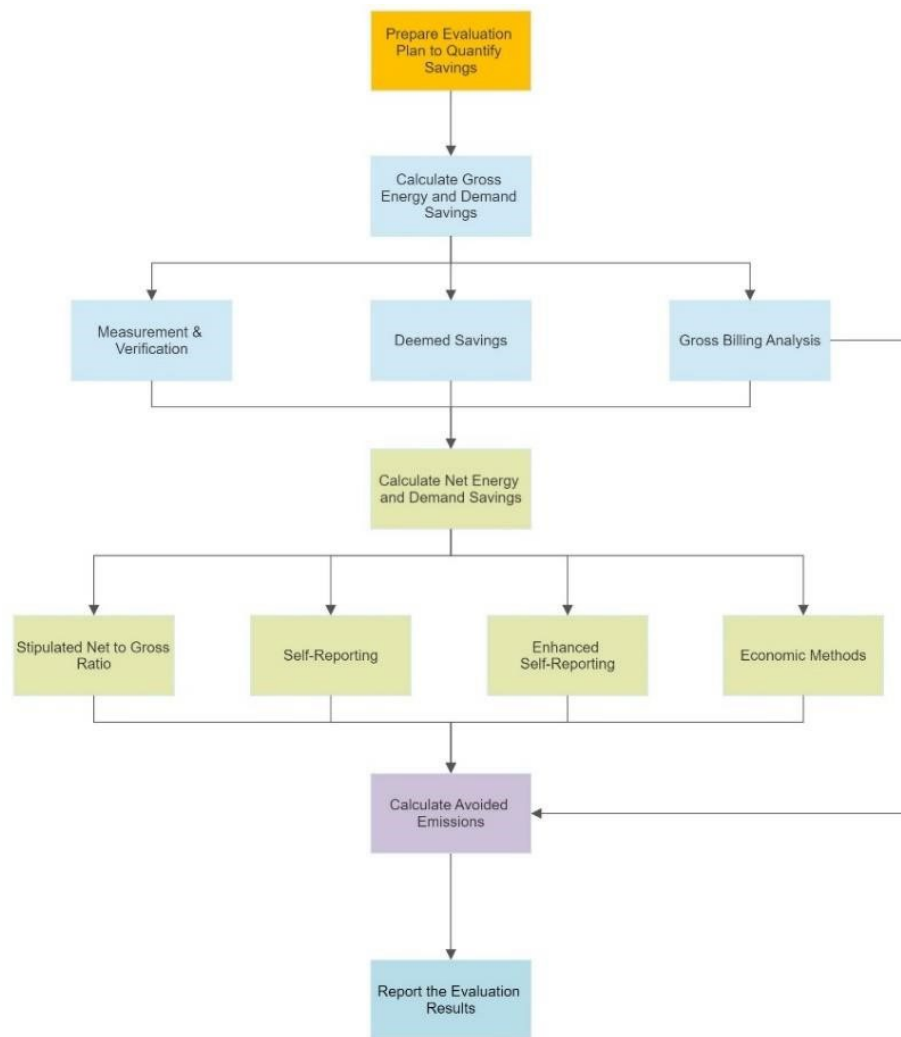 Prepare Evaluation
Plan to Quantify
Savings
Calculate Gross
Energy and Demand
Savings
Measurement &
Verification
Deemed Savings
Gross Billing Analysis
Calculate Net Energy
and Demand Savings
Stipulated Net to Gross
Ratio
Self-Reporting
Enhanced
Self-Reporting
Economic Methods
Calculate Avoided
Emissions
Report the Evaluation
Results